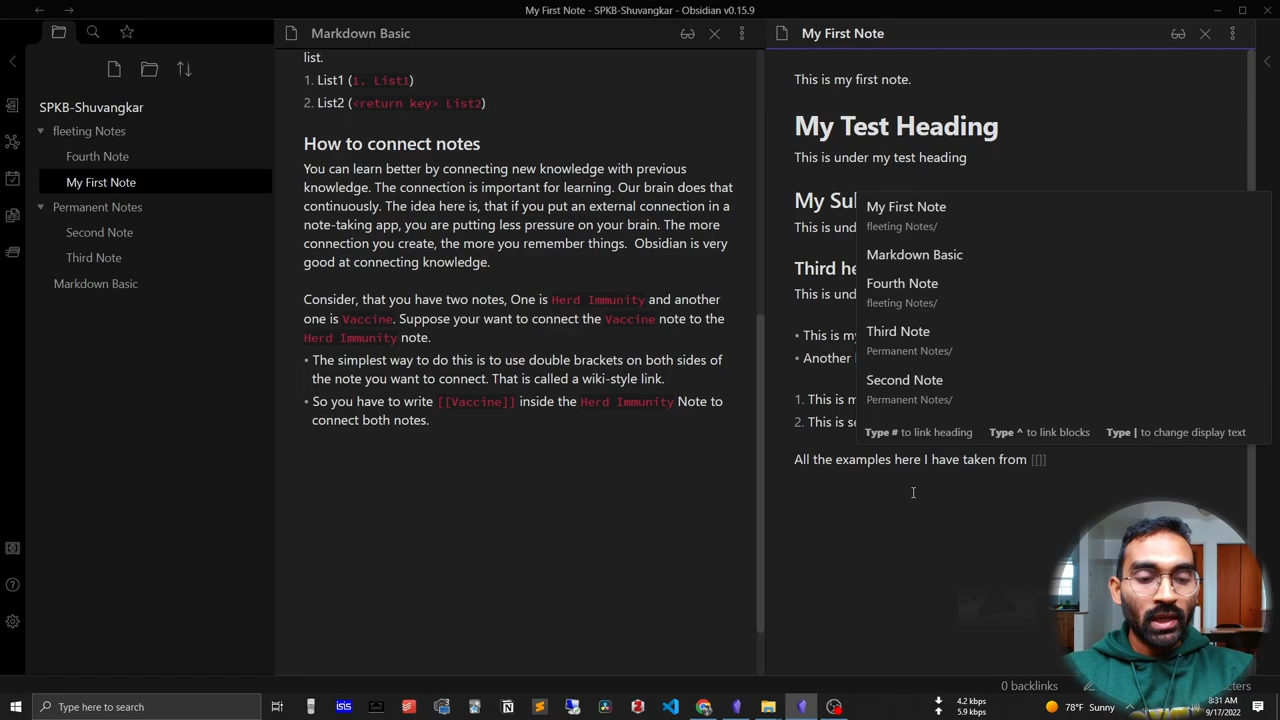 My First Note - SPKB-Shuvangkar - Obsidian v0.15.9
SPKB-Shuvangkar
fleeting Notes
Fourth Note
My First Note
Permanent Notes
Second Note
Third Note
Markdown Basic
Markdown Basic
list.
1. List1 (1. List1)
2. List2 (<return key> List2)
How to connect notes
You can learn better by connecting new knowledge with previous
knowledge. The connection is important for learning. Our brain does that
continuously. The idea here is, that if you put an external connection in a
note-taking app, you are putting less pressure on your brain. The more
connection you create, the more you remember things.  Obsidian is very
good at connecting knowledge.
Consider, that you have two notes, One is Herd Immunity and another
one is Vaccine. Suppose your want to connect the Vaccine note to the
Herd Immunity note.
• The simplest way to do this is to use double brackets on both sides of
the note you want to connect. That is called a wiki-style link.
• So you have to write [[Vaccine]] inside the Herd Immunity Note to
connect both notes.
My First Note
This is my first note.
My Test Heading
This is under my test heading
My Su
This is und
Third he
This is und
• This is my
• Another
1. This is m
2. This is se
All the examples here I have taken from [[]]
My First Note
fleeting Notes/
Markdown Basic
Fourth Note
fleeting Notes/
Third Note
Permanent Notes/
Second Note
Permanent Notes/
Type # to link heading Type ^ to link blocks Type | to change display text
0 backlinks
cters
Type here to search
isis
4.2 kbps
5.9 kbps
78°F Sunny
8:31 AM
9/17/2022